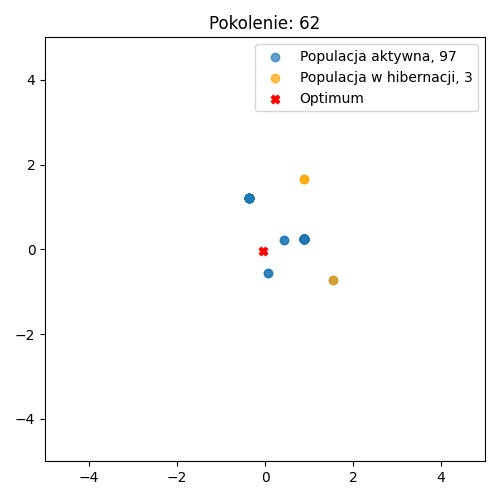 Pokolenie: 62
Populacja aktywna, 97
Populacja w hibernacji, 3
Optimum
4
2
0
−2
−4
−4
−2
0
2
4